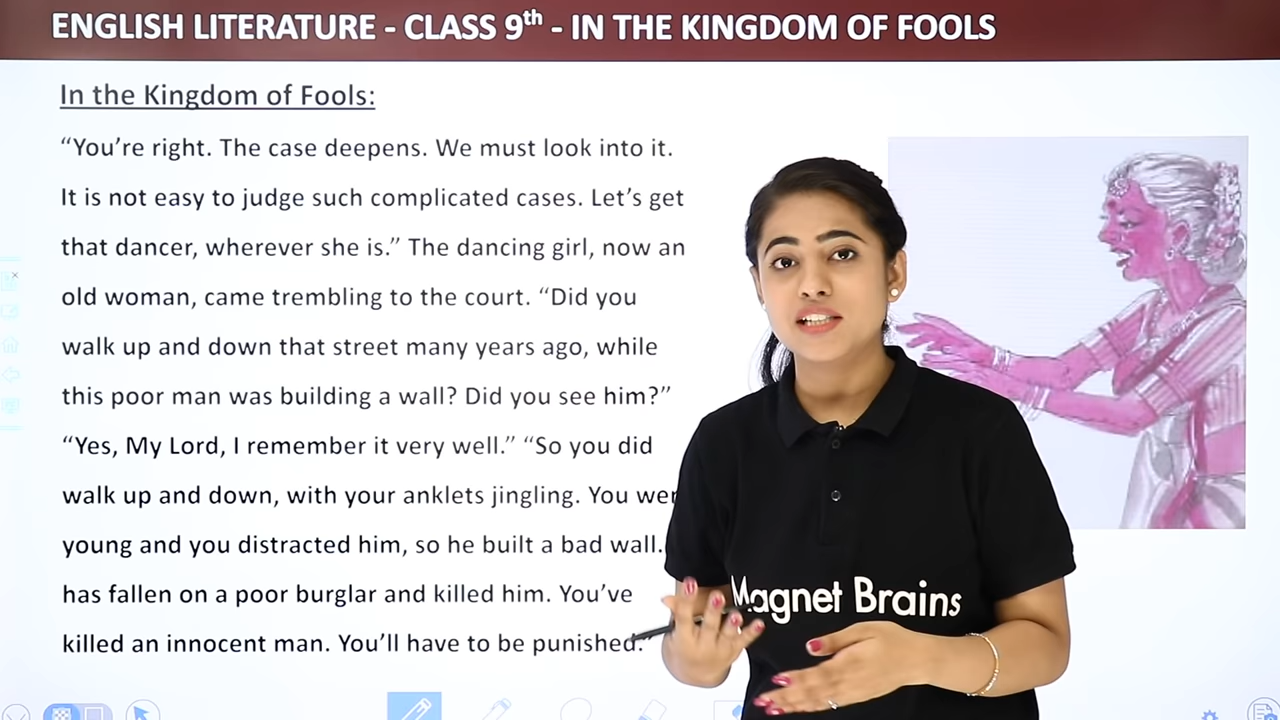 ENGLISH LITERATURE - CLASS 9th - IN THE KINGDOM OF FOOLS
In the Kingdom of Fools:
“You’re right. The case deepens. We must look into it.
It is not easy to judge such complicated cases. Let’s get
that dancer, wherever she is.” The dancing girl, now an
old woman, came trembling to the court. “Did you
walk up and down that street many years ago, while
this poor man was building a wall? Did you see him?”
“Yes, My Lord, I remember it very well.” “So you did
walk up and down, with your anklets jingling. You
young and you distracted him, so he built a bad wall.
has fallen on a poor burglar and killed him. You’ve
killed an innocent man. You’ll have to be punished.”
Magnet Brains